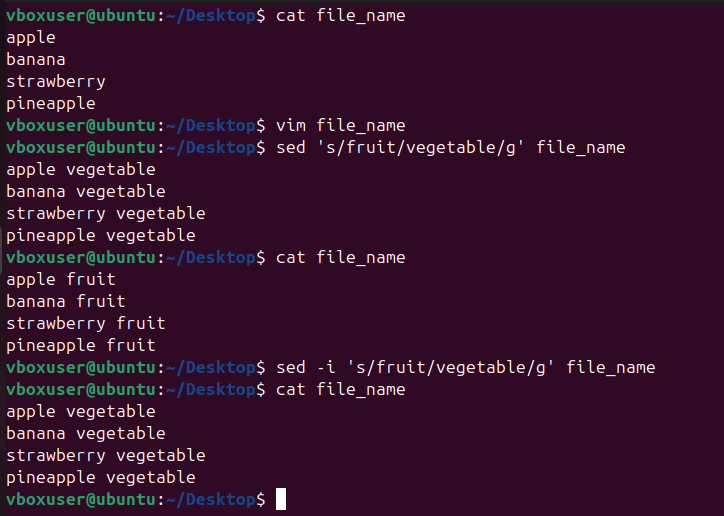 vboxuser@ubuntu:~/Desktop$ cat file_name
apple
banana
strawberry
pineapple
vboxuser@ubuntu:~/Desktop$ vim file_name
vboxuser@ubuntu:~/Desktop$ sed 's/fruit/vegetable/g' file_name
apple vegetable
banana vegetable
strawberry vegetable
pineapple vegetable
vboxuser@ubuntu:~/Desktop$ cat file_name
apple fruit
banana fruit
strawberry fruit
pineapple fruit
vboxuser@ubuntu:~/Desktop$ sed -i 's/fruit/vegetable/g' file_name
vboxuser@ubuntu:~/Desktop$ cat file_name
apple vegetable
banana vegetable
strawberry vegetable
pineapple vegetable
vboxuser@ubuntu:~/Desktop$